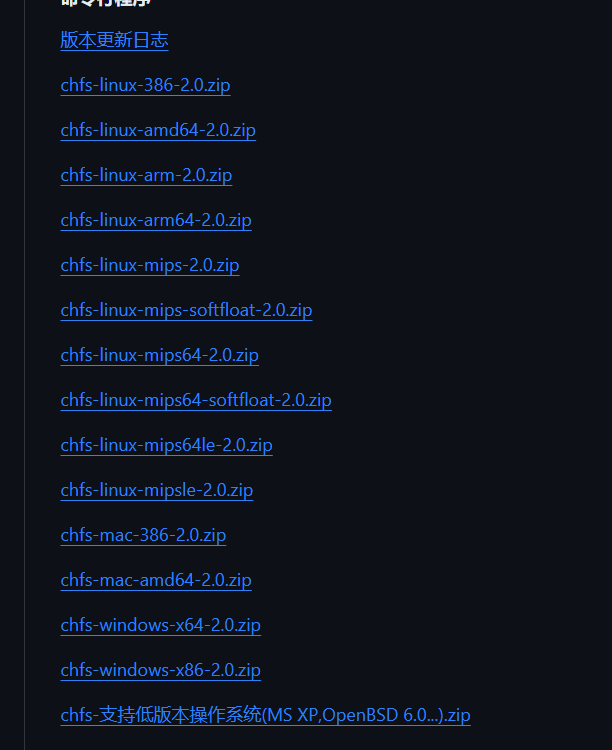 命令行程序
版本更新日志
chfs-linux-386-2.0.zip
chfs-linux-amd64-2.0.zip
chfs-linux-arm-2.0.zip
chfs-linux-arm64-2.0.zip
chfs-linux-mips-2.0.zip
chfs-linux-mips-softfloat-2.0.zip
chfs-linux-mips64-2.0.zip
chfs-linux-mips64-softfloat-2.0.zip
chfs-linux-mips64le-2.0.zip
chfs-linux-mipsle-2.0.zip
chfs-mac-386-2.0.zip
chfs-mac-amd64-2.0.zip
chfs-windows-x64-2.0.zip
chfs-windows-x86-2.0.zip
chfs-支持低版本操作系统(MS XP,OpenBSD 6.0...).zip